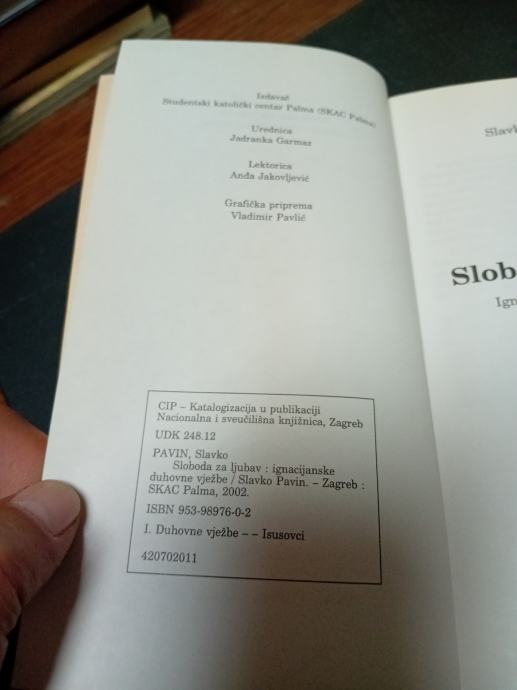 Izdavač
Studentski katolički centar Palma (SKAC Palma)
Urednica
Jadranka Garmaz
Lektorica
Anđa Jakovljević
Grafička priprema
Vladimir Pavlić
CIP – Katalogizacija u publikaciji
Nacionalna i sveučilišna knjižnica, Zagreb
UDK 248.12
PAVIN, Slavko
Sloboda za ljubav : ignacijanske
duhovne vježbe / Slavko Pavin. – Zagreb :
SKAC Palma, 2002.
ISBN 953-98976-0-2
I. Duhovne vježbe – – Isusovci
420702011
Slavk
Slob
Ign